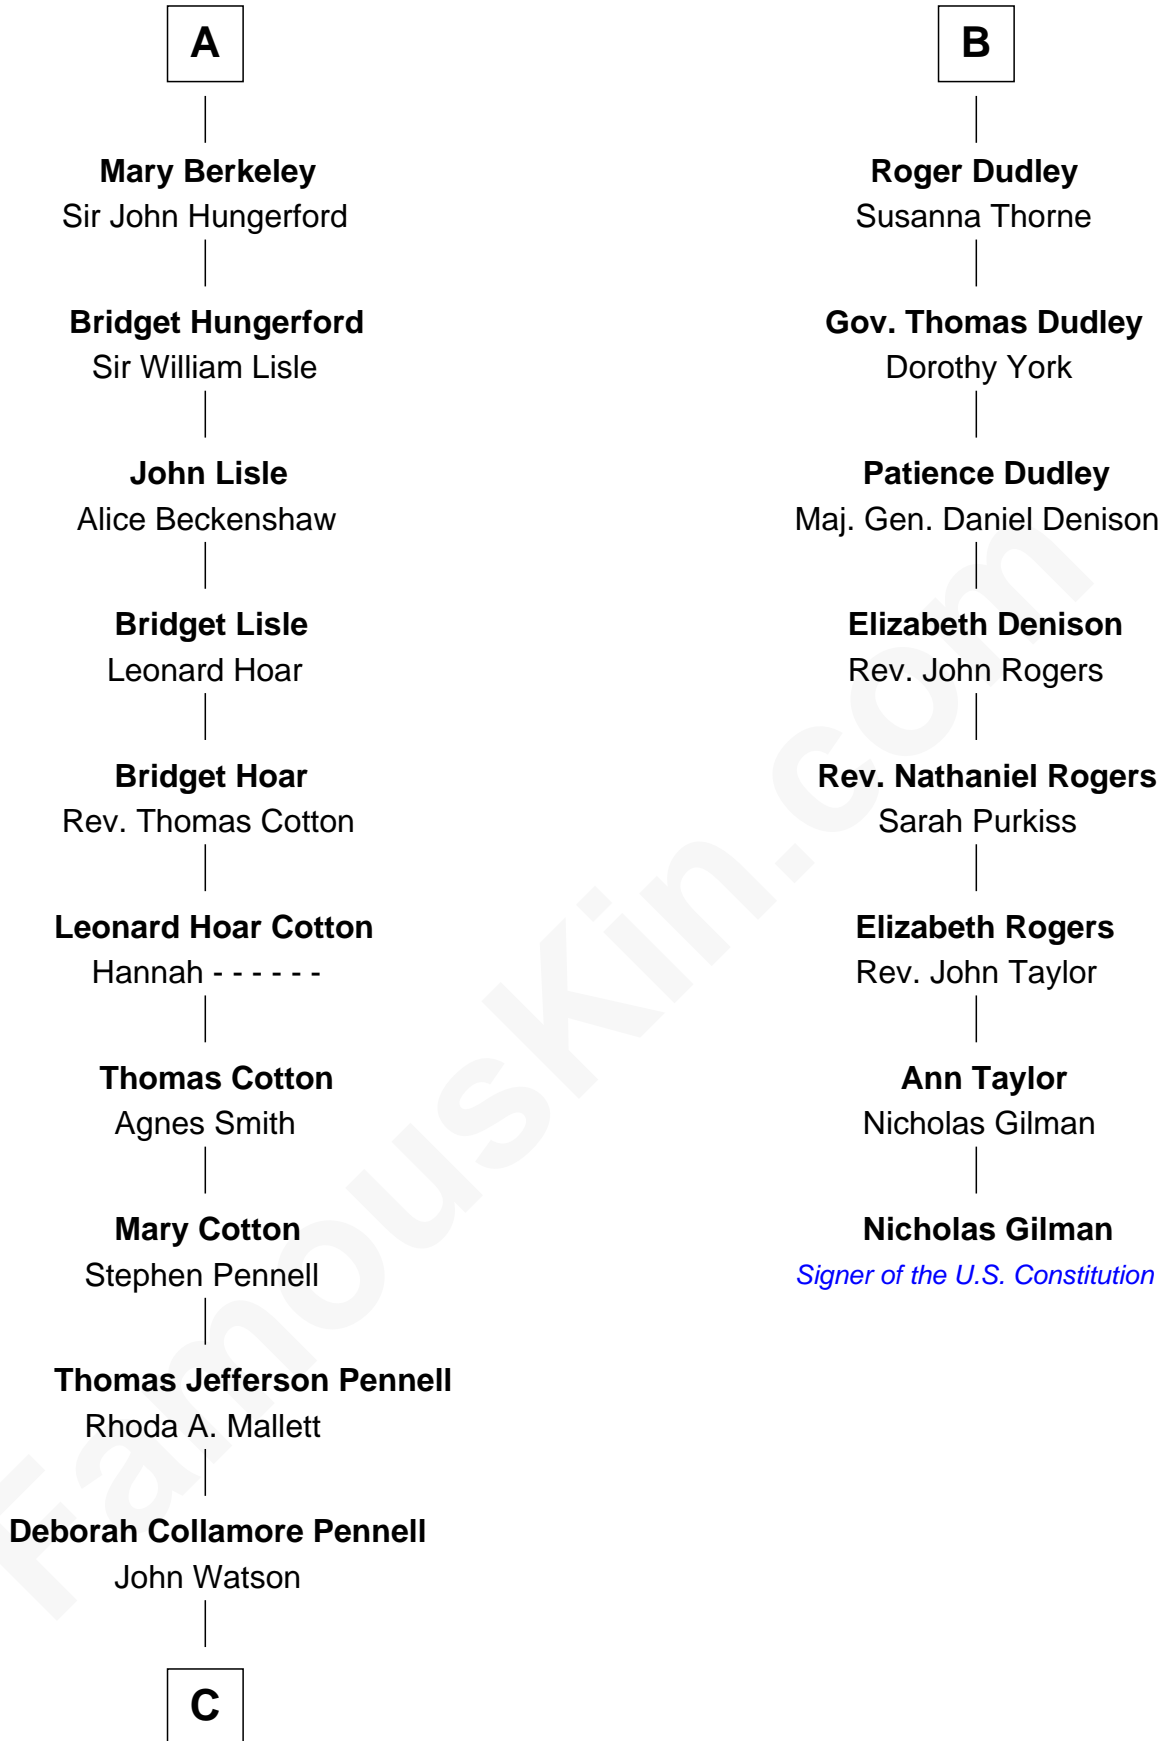 A
Mary Berkeley
Sir John Hungerford
Bridget Hungerford
Sir William Lisle
John Lisle
Alice Beckenshaw
Bridget Lisle
Leonard Hoar
Bridget Hoar
Rev. Thomas Cotton
Leonard Hoar Cotton
Hannah - - - - - -
Thomas Cotton
Agnes Smith
Mary Cotton
Stephen Pennell
Thomas Jefferson Pennell
Rhoda A. Mallett
Deborah Collamore Pennell
John Watson
C
B
Roger Dudley
Susanna Thorne
Gov. Thomas Dudley
Dorothy York
Patience Dudley
Maj. Gen. Daniel Denison
Elizabeth Denison
Rev. John Rogers
Rev. Nathaniel Rogers
Sarah Purkiss
Elizabeth Rogers
Rev. John Taylor
Ann Taylor
Nicholas Gilman
Nicholas Gilman
Signer of the U.S. Constitution
FamousKin.com